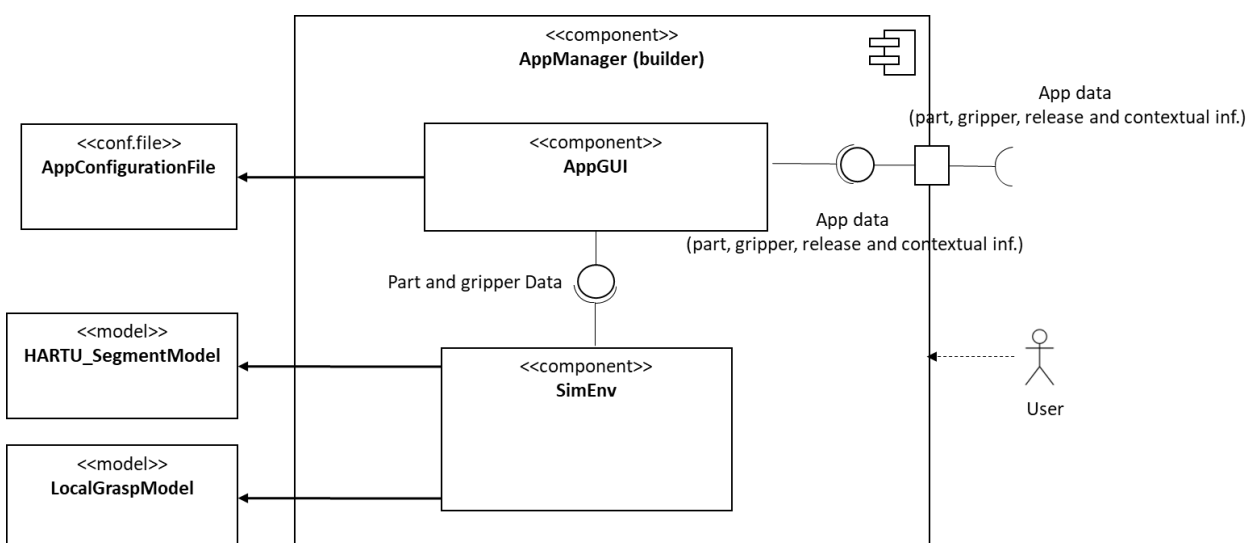 <<component>>
AppManager (builder)
App data
(part, gripper, release and contextual inf.)
<<conf.file>>
AppConfigurationFile
<<component>>
AppGUI
App data
(part, gripper, release and contextual inf.)
Part and gripper Data
<<model>>
HARTU_SegmentModel
<<component>>
SimEnv
User
<<model>>
LocalGraspModel